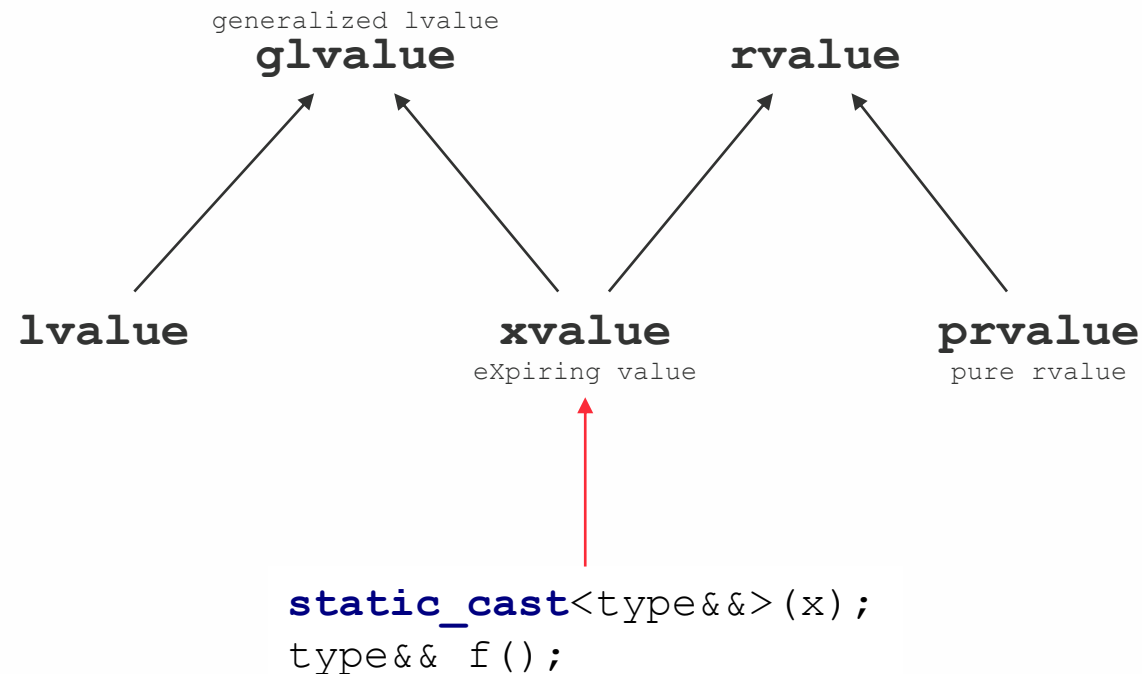 generalized lvalue
glvalue rvalue
lvalue xvalue prvalue
eXpiring value pure rvalue
static_cast<type&&>(x);
type&& f();